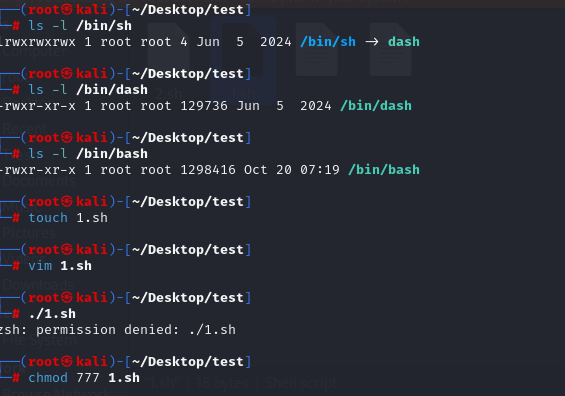 ┌──(root㉿kali)-[~/Desktop/test]
└─# ls -l /bin/sh
lrwxrwxrwx 1 root root 4 Jun  5  2024 /bin/sh → dash
┌──(root㉿kali)-[~/Desktop/test]
└─# ls -l /bin/dash
-rwxr-xr-x 1 root root 129736 Jun  5  2024 /bin/dash
┌──(root㉿kali)-[~/Desktop/test]
└─# ls -l /bin/bash
-rwxr-xr-x 1 root root 1298416 Oct 20 07:19 /bin/bash
┌──(root㉿kali)-[~/Desktop/test]
└─# touch 1.sh
┌──(root㉿kali)-[~/Desktop/test]
└─# vim 1.sh
┌──(root㉿kali)-[~/Desktop/test]
└─# ./1.sh
zsh: permission denied: ./1.sh
┌──(root㉿kali)-[~/Desktop/test]
└─# chmod 777 1.sh